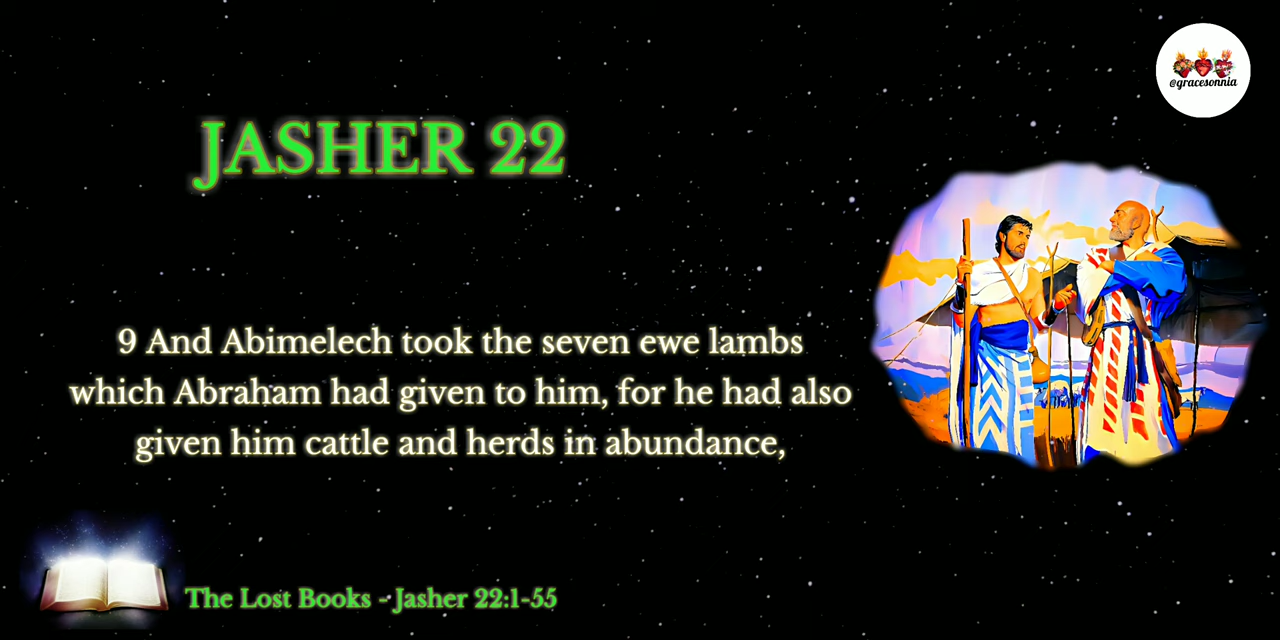 @gracesonnia
JASHER 22
9 And Abimelech took the seven ewe lambs
which Abraham had given to him, for he had also
given him cattle and herds in abundance,
The Lost Books - Jasher 22:1-55